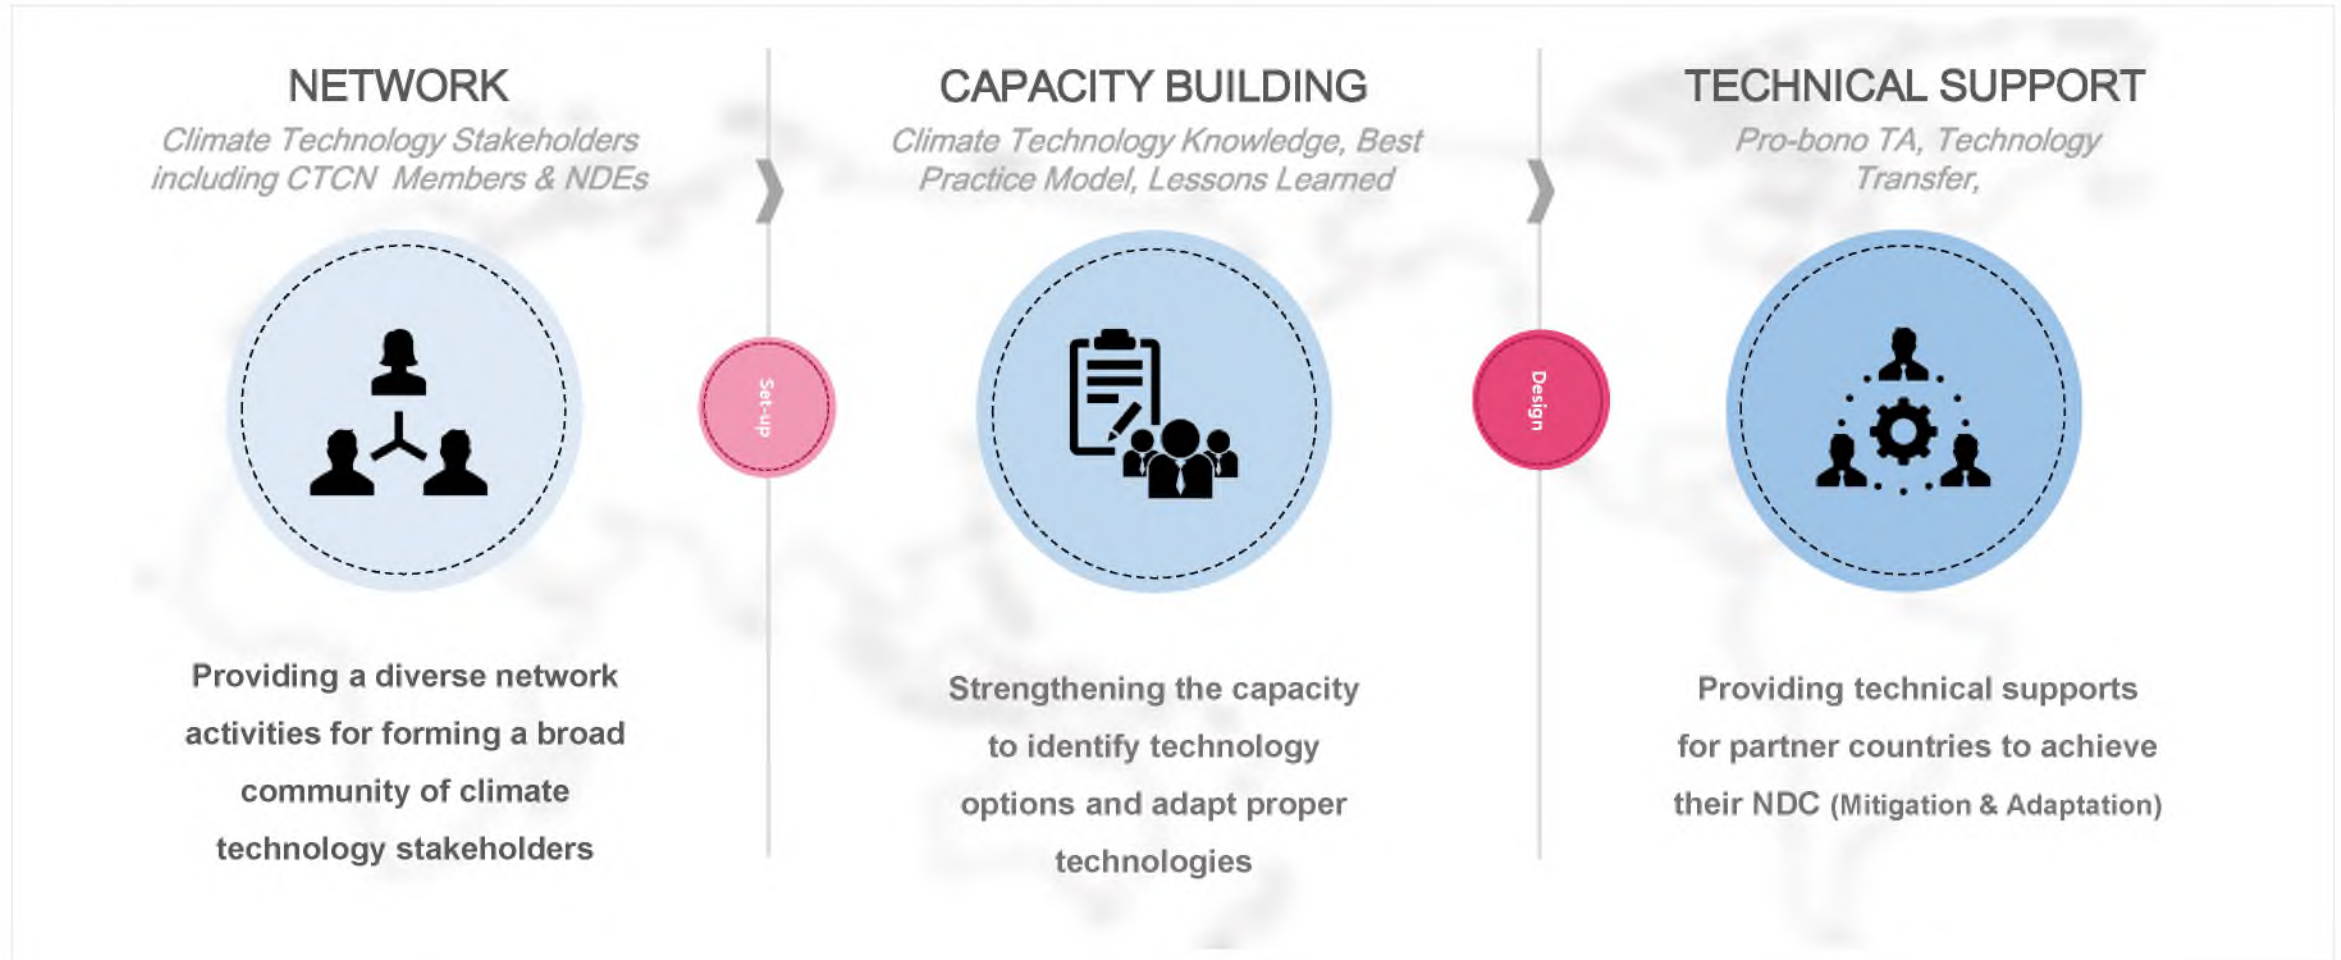 NETWORK
Climate Technology Stakeholders
including CTCN Members & NDEs
Set-up
Providing a diverse network
activities for forming a broad
community of climate
technology stakeholders
CAPACITY BUILDING
Climate Technology Knowledge, Best
Practice Model, Lessons Learned
Design
Strengthening the capacity
to identify technology
options and adapt proper
technologies
TECHNICAL SUPPORT
Pro-bono TA, Technology
Transfer,
Providing technical supports
for partner countries to achieve
their NDC (Mitigation & Adaptation)